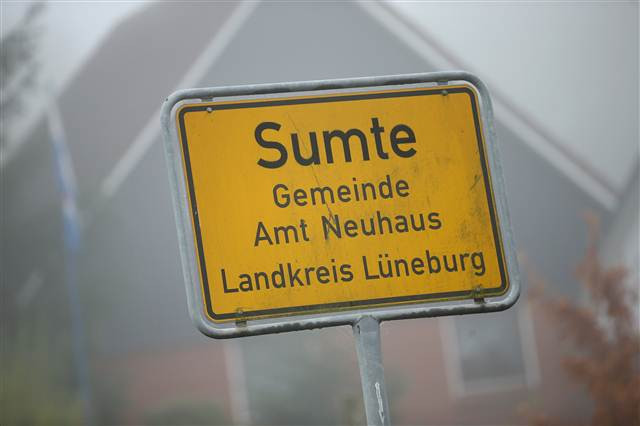 Sumte
Gemeinde
Amt Neuhaus
Landkreis Lüneburg